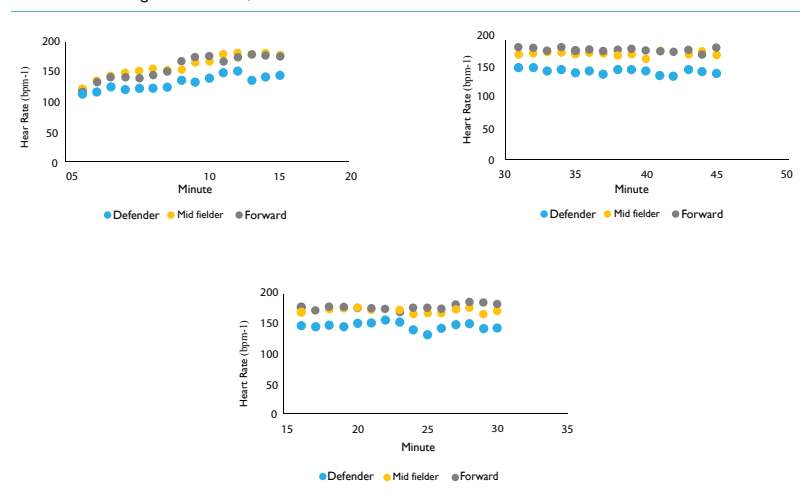 200
150
100
50
0
Hear Rate (bpm-1)
05 10 15 20
Minute
Defender Mid fielder Forward
200
150
100
50
0
Heart Rate (bpm-1)
30 35 40 45 50
Minute
Defender Mid fielder Forward
200
150
100
50
0
Heart Rate (bpm-1)
15 20 25 30 35
Minute
Defender Mid fielder Forward